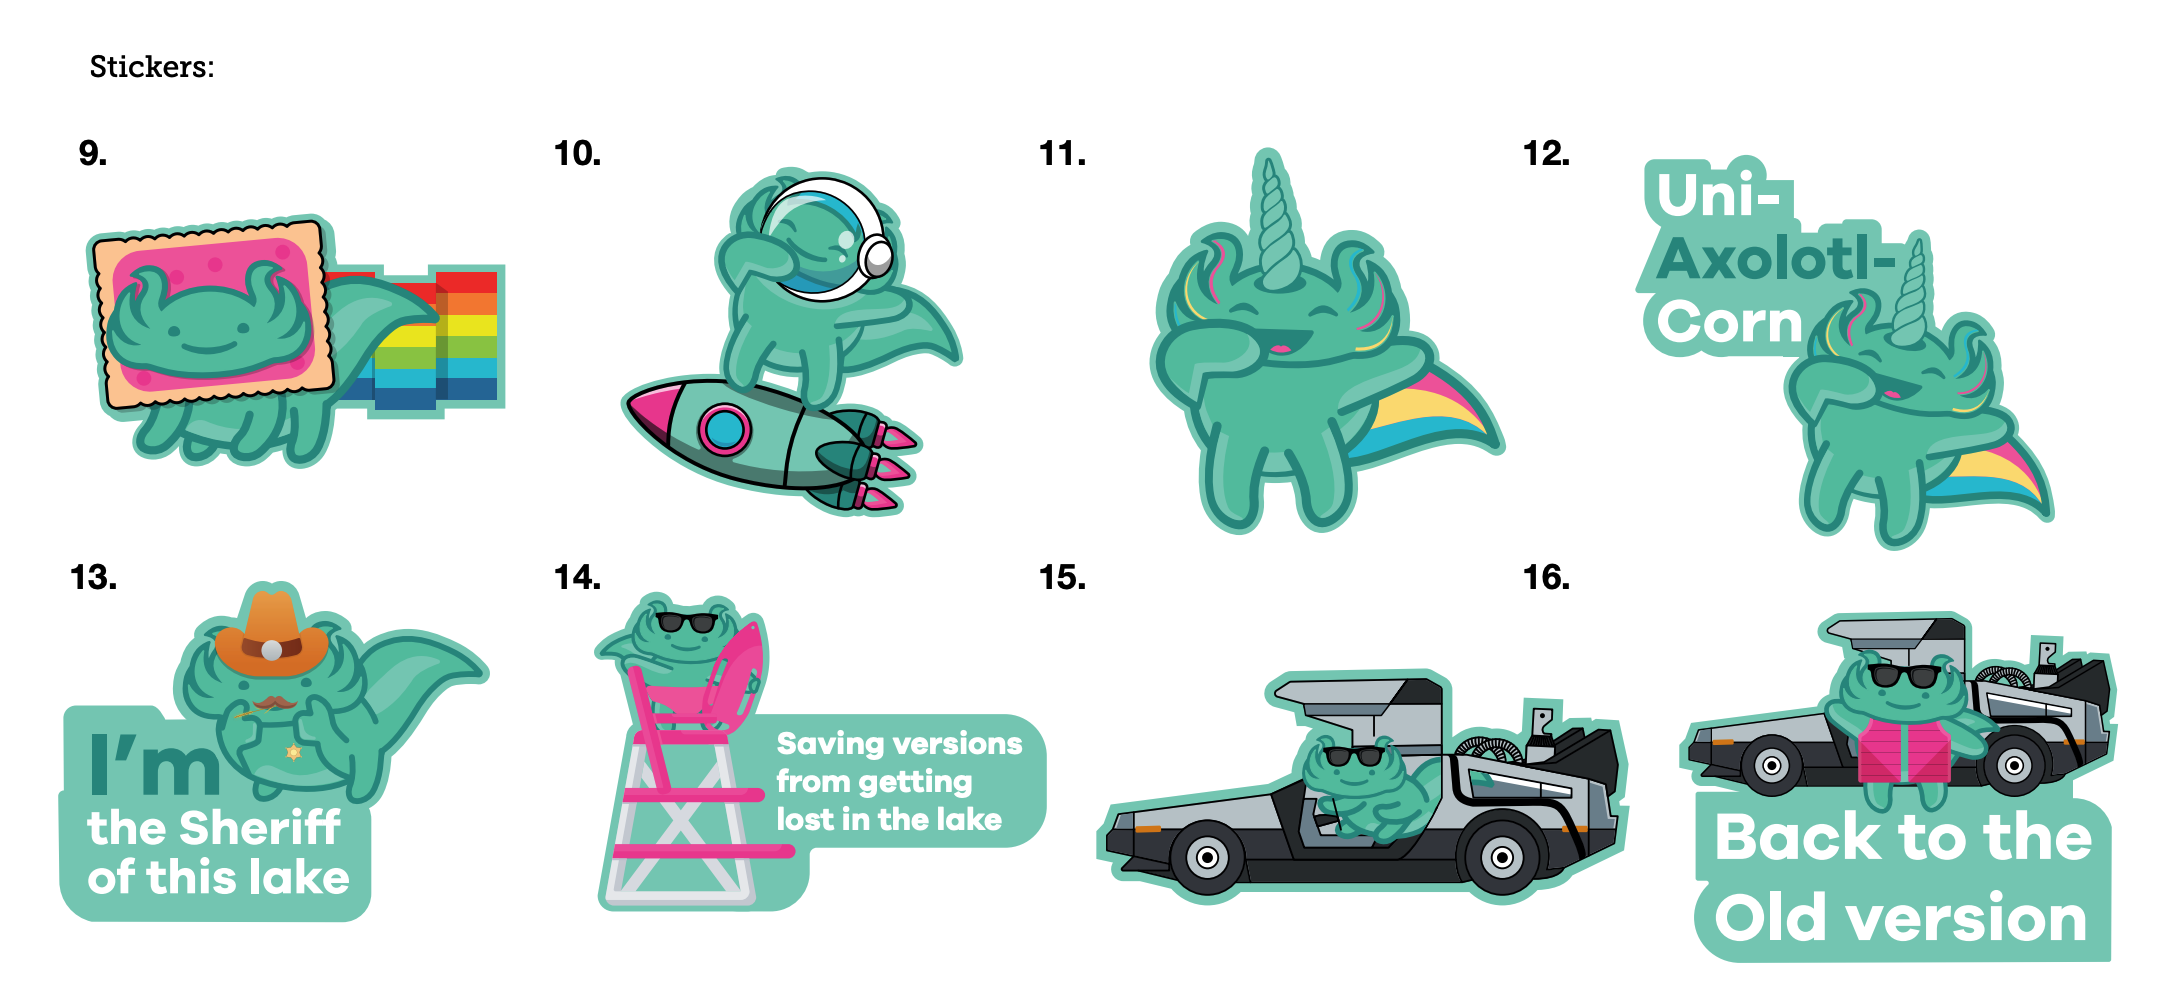 Stickers:
9.
10.
11.
12.
Uni-
Axolotl-
Corn
13.
I'm
the Sheriff
of this lake
14.
Saving versions
from getting
lost in the lake
15.
16.
Back to the
Old version